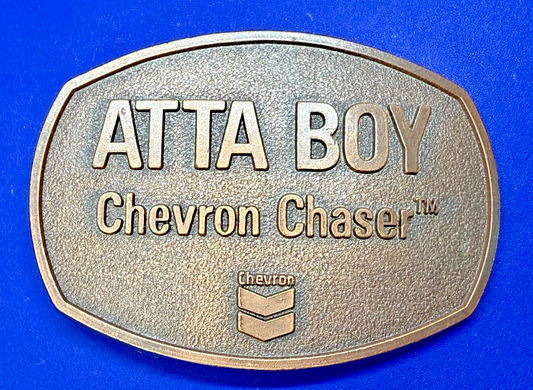 ATTA BOY
Chevron Chaser™
Chevron